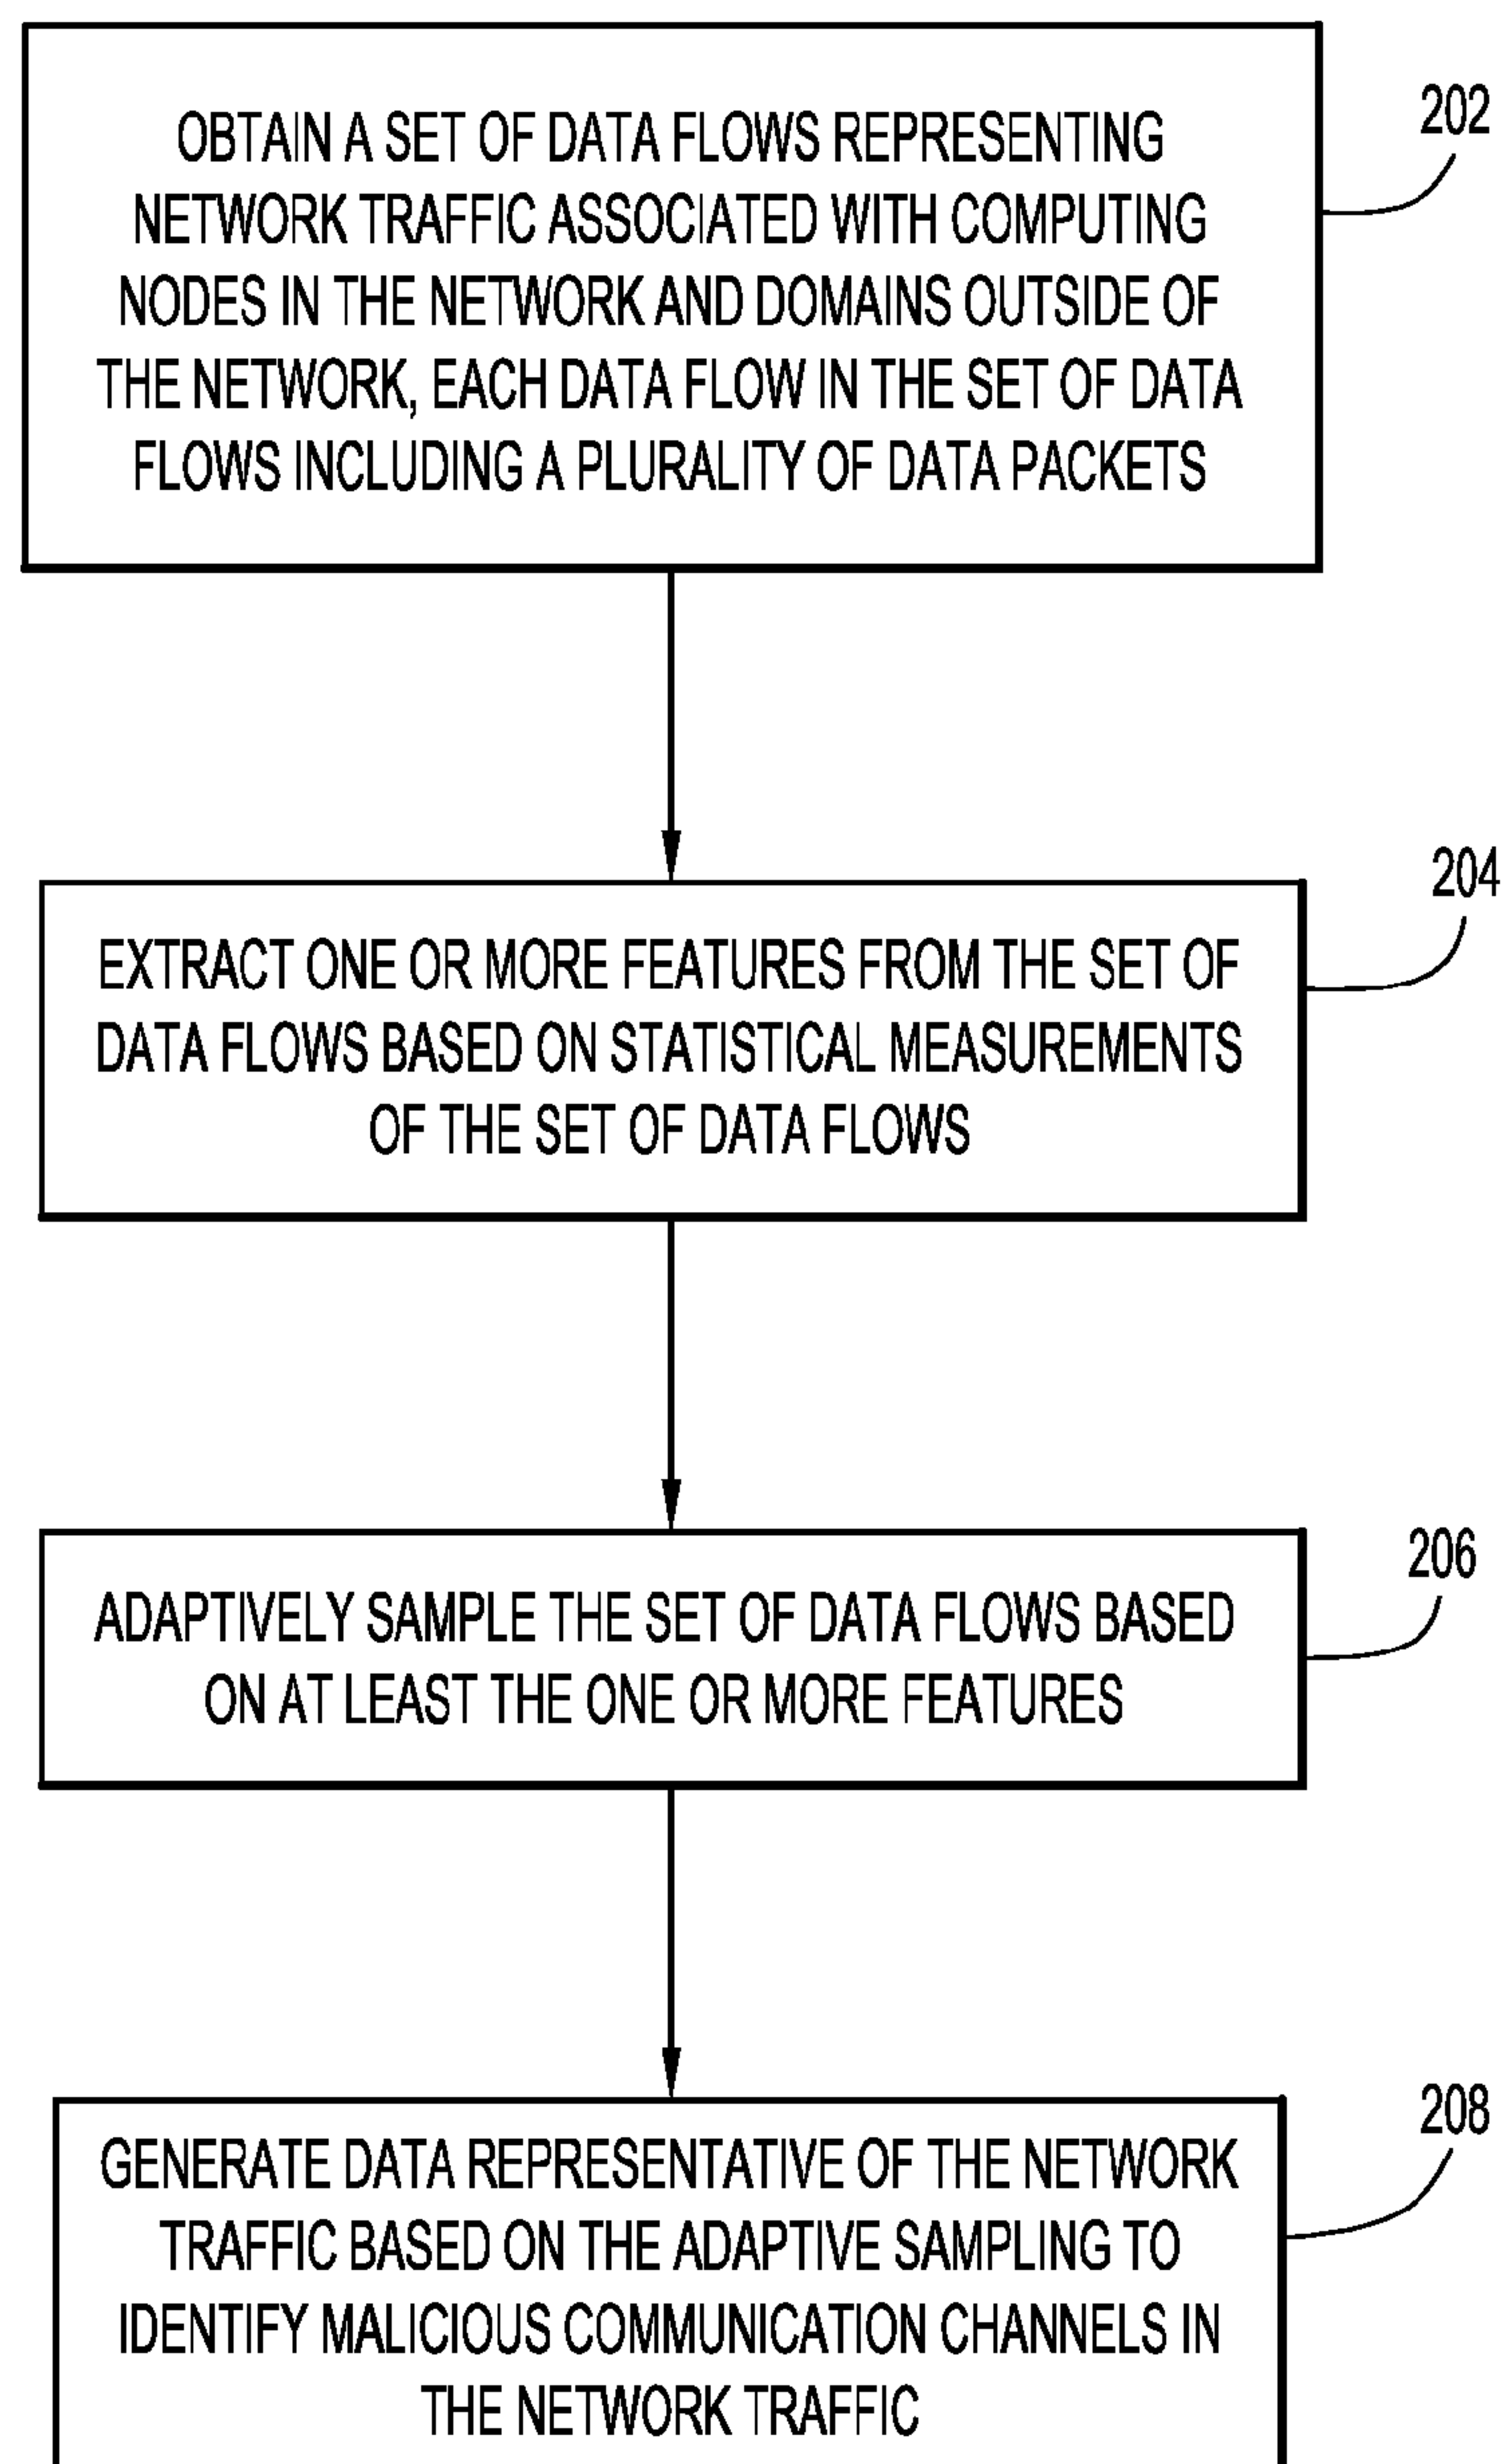 202
OBTAIN A SET OF DATA FLOWS REPRESENTING
NETWORK TRAFFIC ASSOCIATED WITH COMPUTING
NODES IN THE NETWORK AND DOMAINS OUTSIDE OF
THE NETWORK, EACH DATA FLOW IN THE SET OF DATA
FLOWS INCLUDING A PLURALITY OF DATA PACKETS
204
EXTRACT ONE OR MORE FEATURES FROM THE SET OF
DATA FLOWS BASED ON STATISTICAL MEASUREMENTS
OF THE SET OF DATA FLOWS
206
ADAPTIVELY SAMPLE THE SET OF DATA FLOWS BASED
ON AT LEAST THE ONE OR MORE FEATURES
208
GENERATE DATA REPRESENTATIVE OF THE NETWORK
TRAFFIC BASED ON THE ADAPTIVE SAMPLING TO
IDENTIFY MALICIOUS COMMUNICATION CHANNELS IN
THE NETWORK TRAFFIC